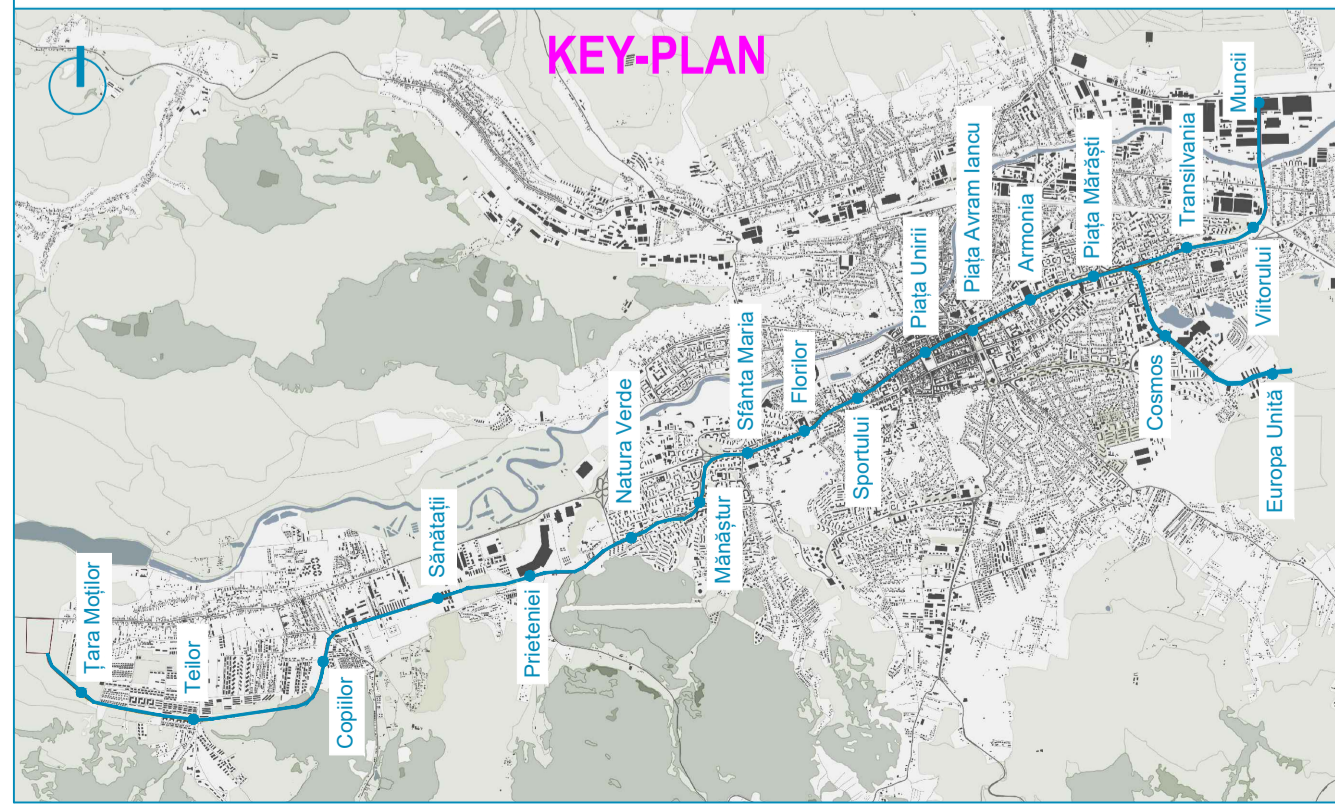 KEY-PLAN
Țara Moților
Teilor
Copiilor
Sănătații
Prieteniei
Natura Verde
Mănăștur
Sfânta Maria
Florilor
Sportului
Piața Unirii
Piața Avram Iancu
Armonia
Piața Mărăști
Transilvania
Viitorului
Muncii
Cosmos
Europa Unită